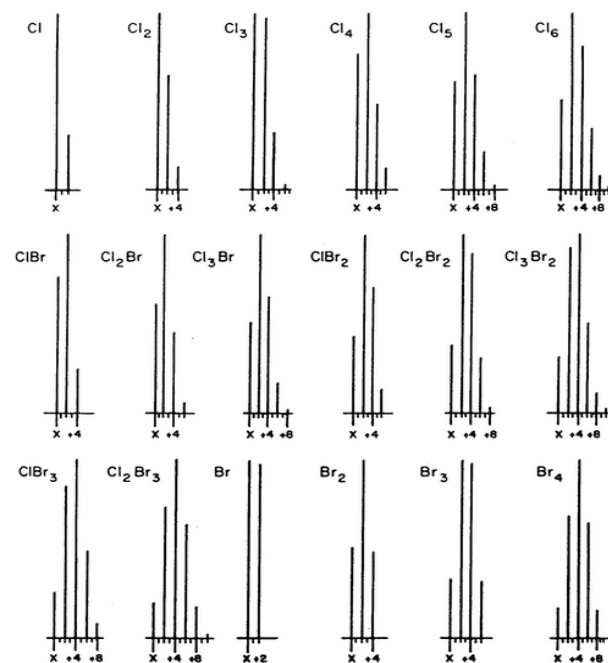 Cl Cl₂ Cl₃ Cl₄ Cl₅ Cl₆
X X +4 X +4 X +4 X +4 +8 X +4 +8
ClBr Cl₂Br Cl₃Br ClBr₂ Cl₂Br₂ Cl₃Br₂
X +4 X +4 X +4 +8 X +4 X +4 +8 X +4 +8
ClBr₃ Cl₂Br₃ Br Br₂ Br₃ Br₄
X +4 +8 X +4 +8 X +2 X +4 X +4 X +4 +8